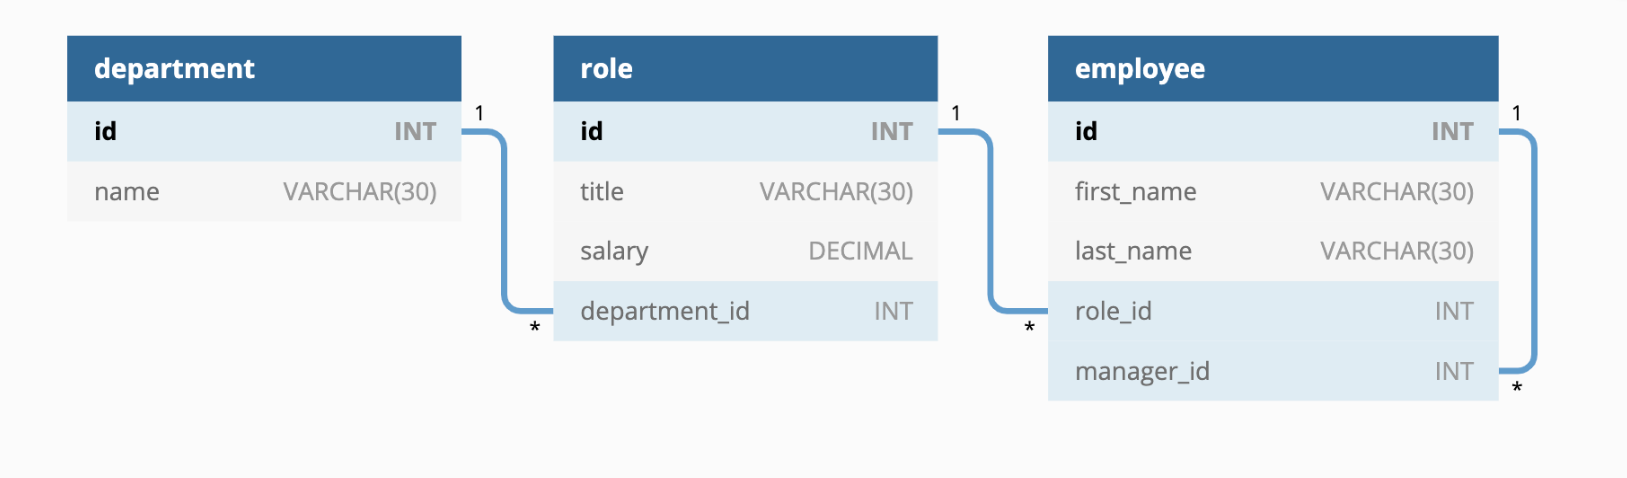 department
id INT
name VARCHAR(30)
1
*
role
id INT
title VARCHAR(30)
salary DECIMAL
department_id INT
1
*
employee
id INT
first_name VARCHAR(30)
last_name VARCHAR(30)
role_id INT
manager_id INT
1
*